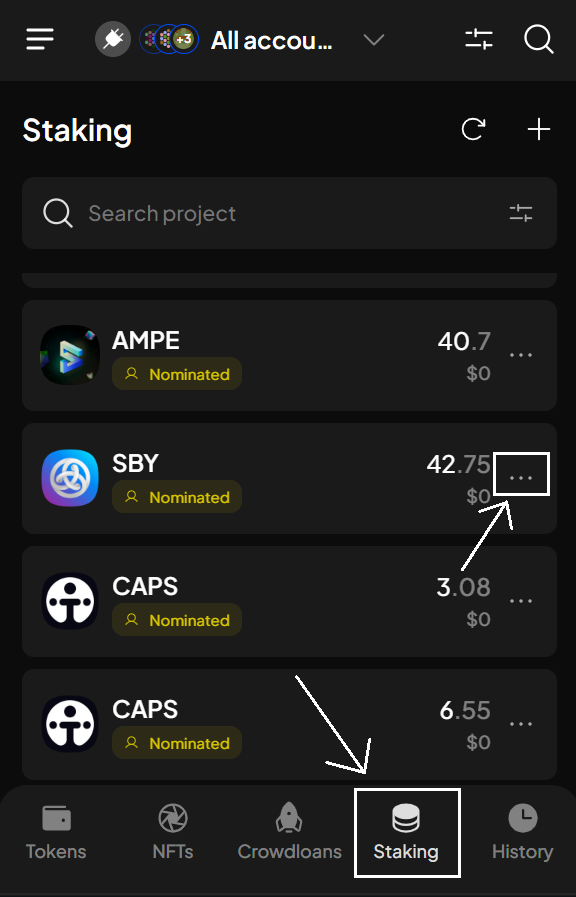 +3 All accou...
Staking
Search project
AMPE 40.7
Nominated $0
SBY 42.75
Nominated $0
CAPS 3.08
Nominated $0
CAPS 6.55
Nominated $0
Tokens NFTs Crowdloans Staking History